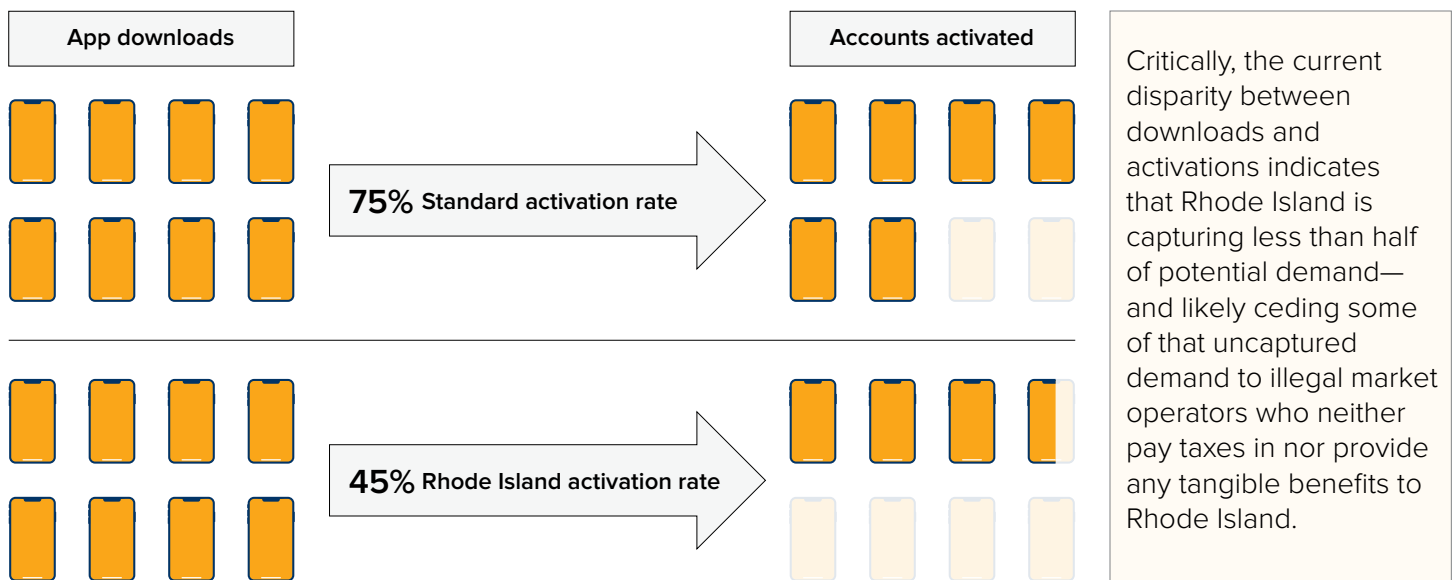 App downloads
Accounts activated
75% Standard activation rate
45% Rhode Island activation rate
Critically, the current
disparity between
downloads and
activations indicates
that Rhode Island is
capturing less than half
of potential demand—
and likely ceding some
of that uncaptured
demand to illegal market
operators who neither
pay taxes in nor provide
any tangible benefits to
Rhode Island.